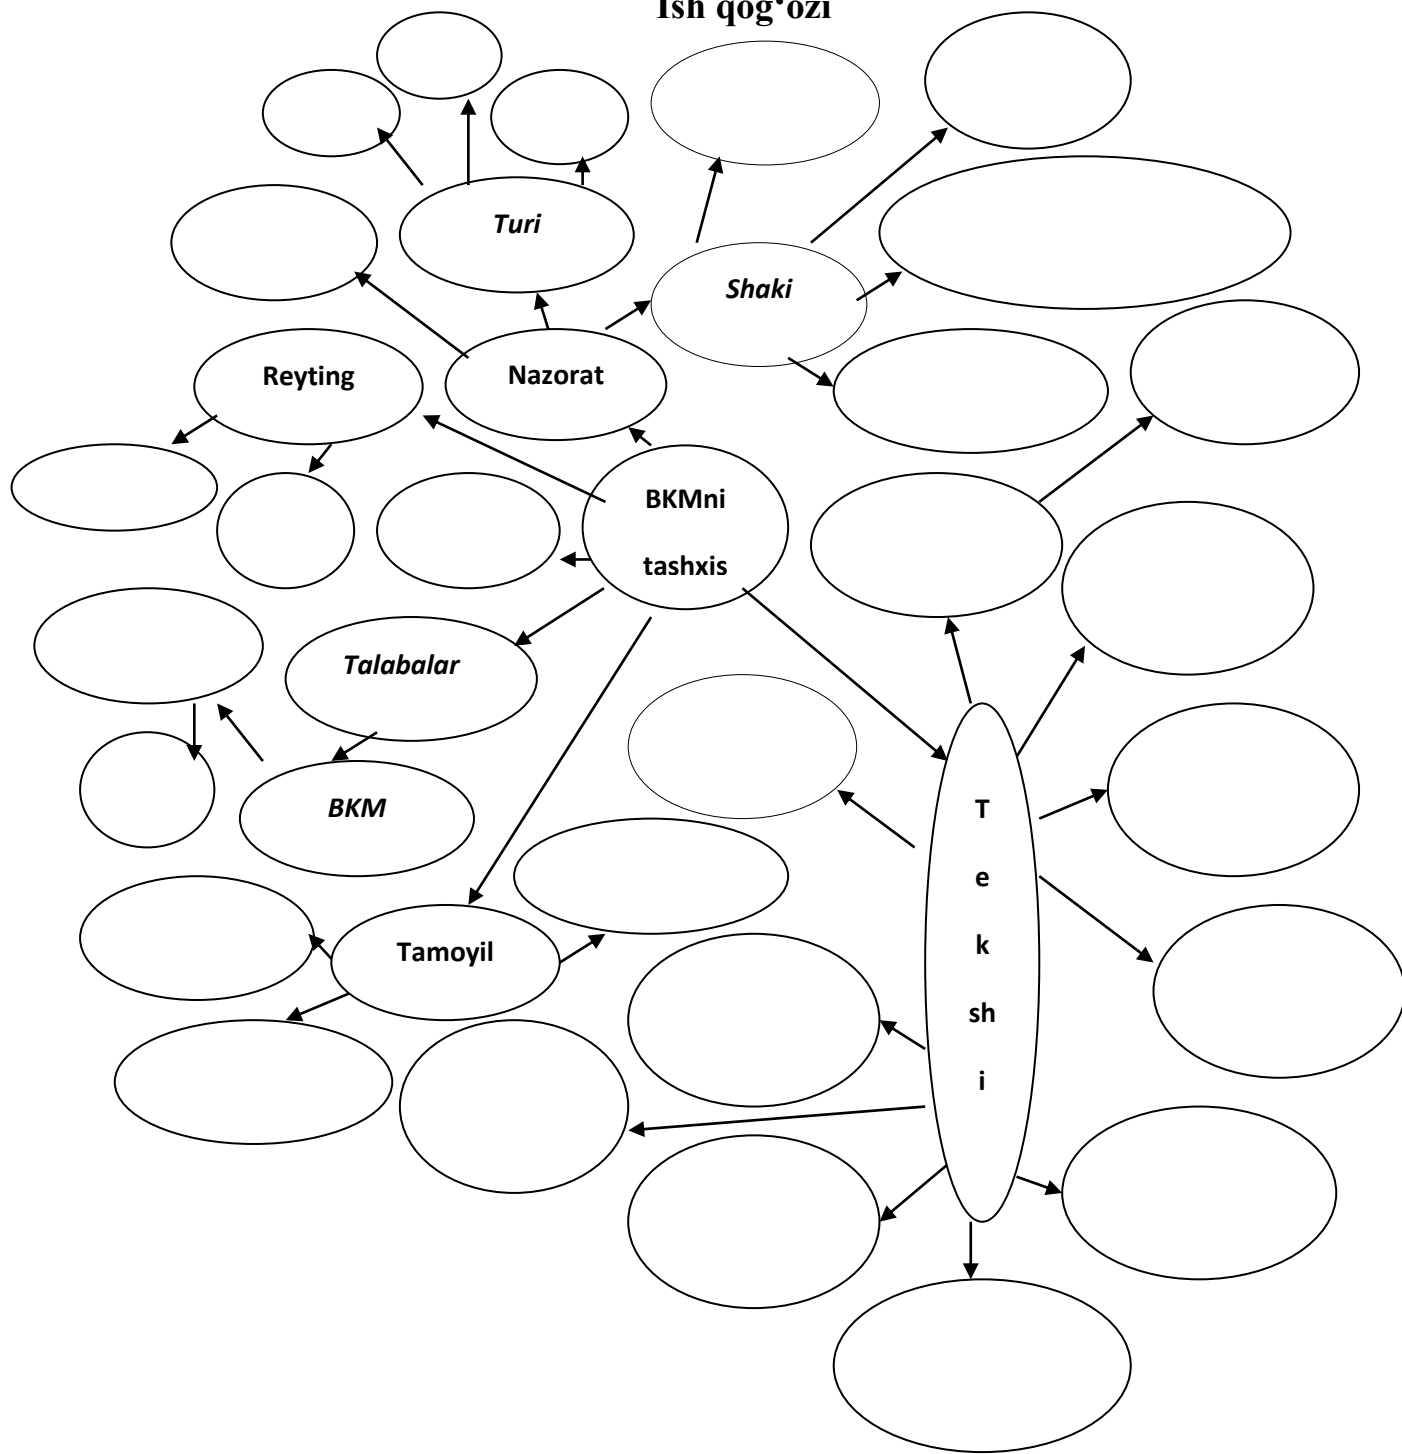 Ish qog‘ozi
Turi
Shaki
Reyting
Nazorat
BKMni
tashxis
Talabalar
BKM
Tamoyil
T
e
k
sh
i